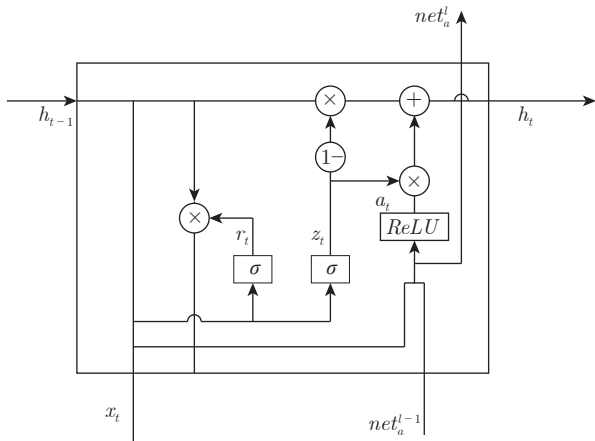 net_a^l
×
+
h_{t-1}
h_t
1−
×
a_t
×
r_t
z_t
ReLU
σ
σ
x_t
net_a^{l-1}